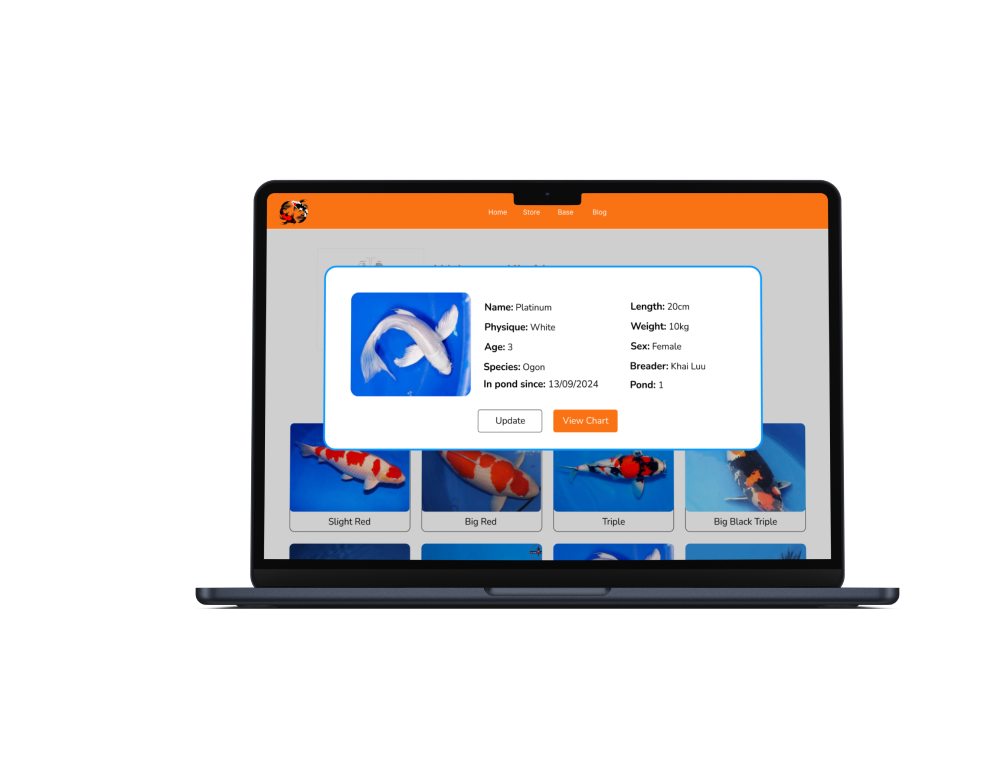 Home Store Base Blog
Name: Platinum
Physique: White
Age: 3
Species: Ogon
In pond since: 13/09/2024
Length: 20cm
Weight: 10kg
Sex: Female
Breader: Khai Luu
Pond: 1
Update
View Chart
Slight Red
Big Red
Triple
Big Black Triple